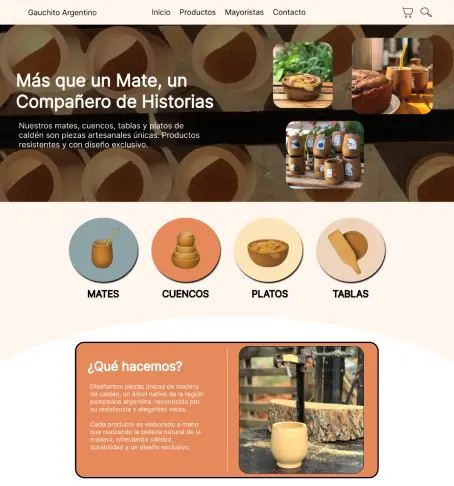 Gauchito Argentino
Inicio Productos Mayoristas Contacto
Más que un Mate, un
Compañero de Historias
Nuestros mates, cuencos, tablas y platos de
caldén son piezas artesanales únicas. Productos
resistentes y con diseño exclusivo.
MATES CUENCOS PLATOS TABLAS
¿Qué hacemos?
Diseñamos piezas únicas de madera
de caldén, un árbol nativo de la región
pampeana argentina, reconocido por
su resistencia y elegantes vetas.
Cada producto es elaborado a mano
que realzando la belleza natural de la
madera, ofreciendo calidad,
durabilidad y un diseño exclusivo.